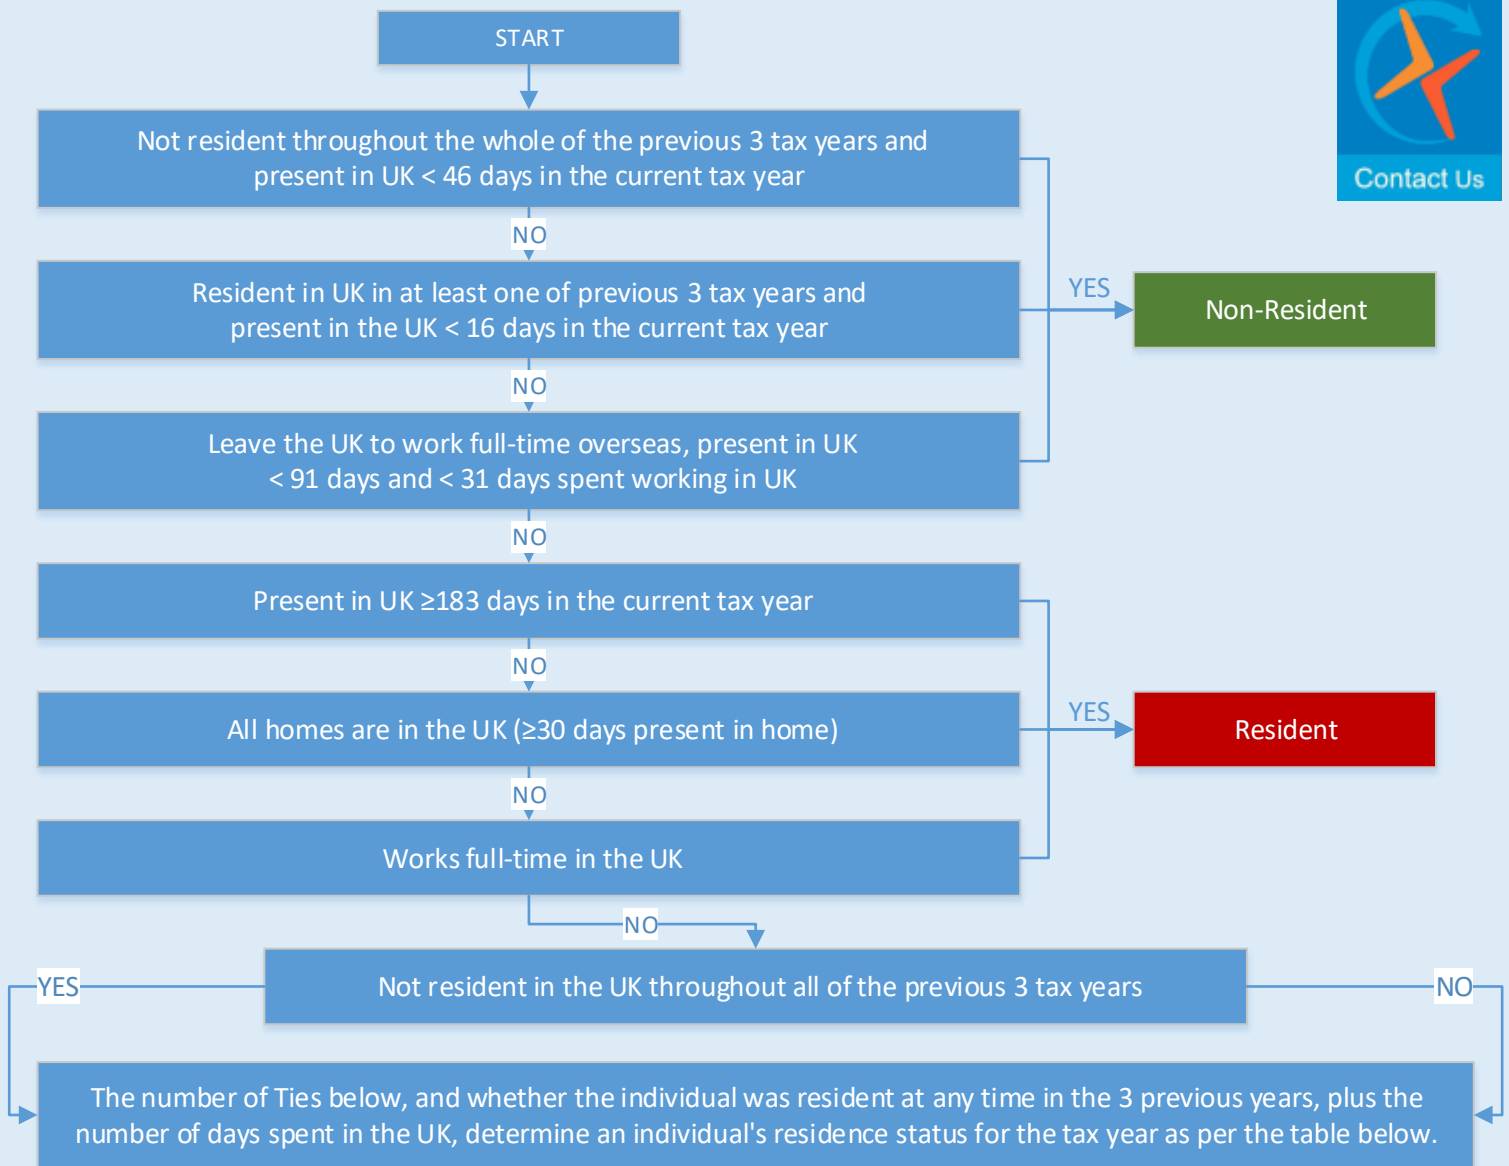 START
Contact Us
Not resident throughout the whole of the previous 3 tax years and
present in UK < 46 days in the current tax year
NO
Resident in UK in at least one of previous 3 tax years and
present in the UK < 16 days in the current tax year
YES
Non-Resident
NO
Leave the UK to work full-time overseas, present in UK
< 91 days and < 31 days spent working in UK
NO
Present in UK ≥183 days in the current tax year
NO
All homes are in the UK (≥30 days present in home)
YES
Resident
NO
Works full-time in the UK
NO
YES
Not resident in the UK throughout all of the previous 3 tax years
NO
The number of Ties below, and whether the individual was resident at any time in the 3 previous years, plus the
number of days spent in the UK, determine an individual's residence status for the tax year as per the table below.